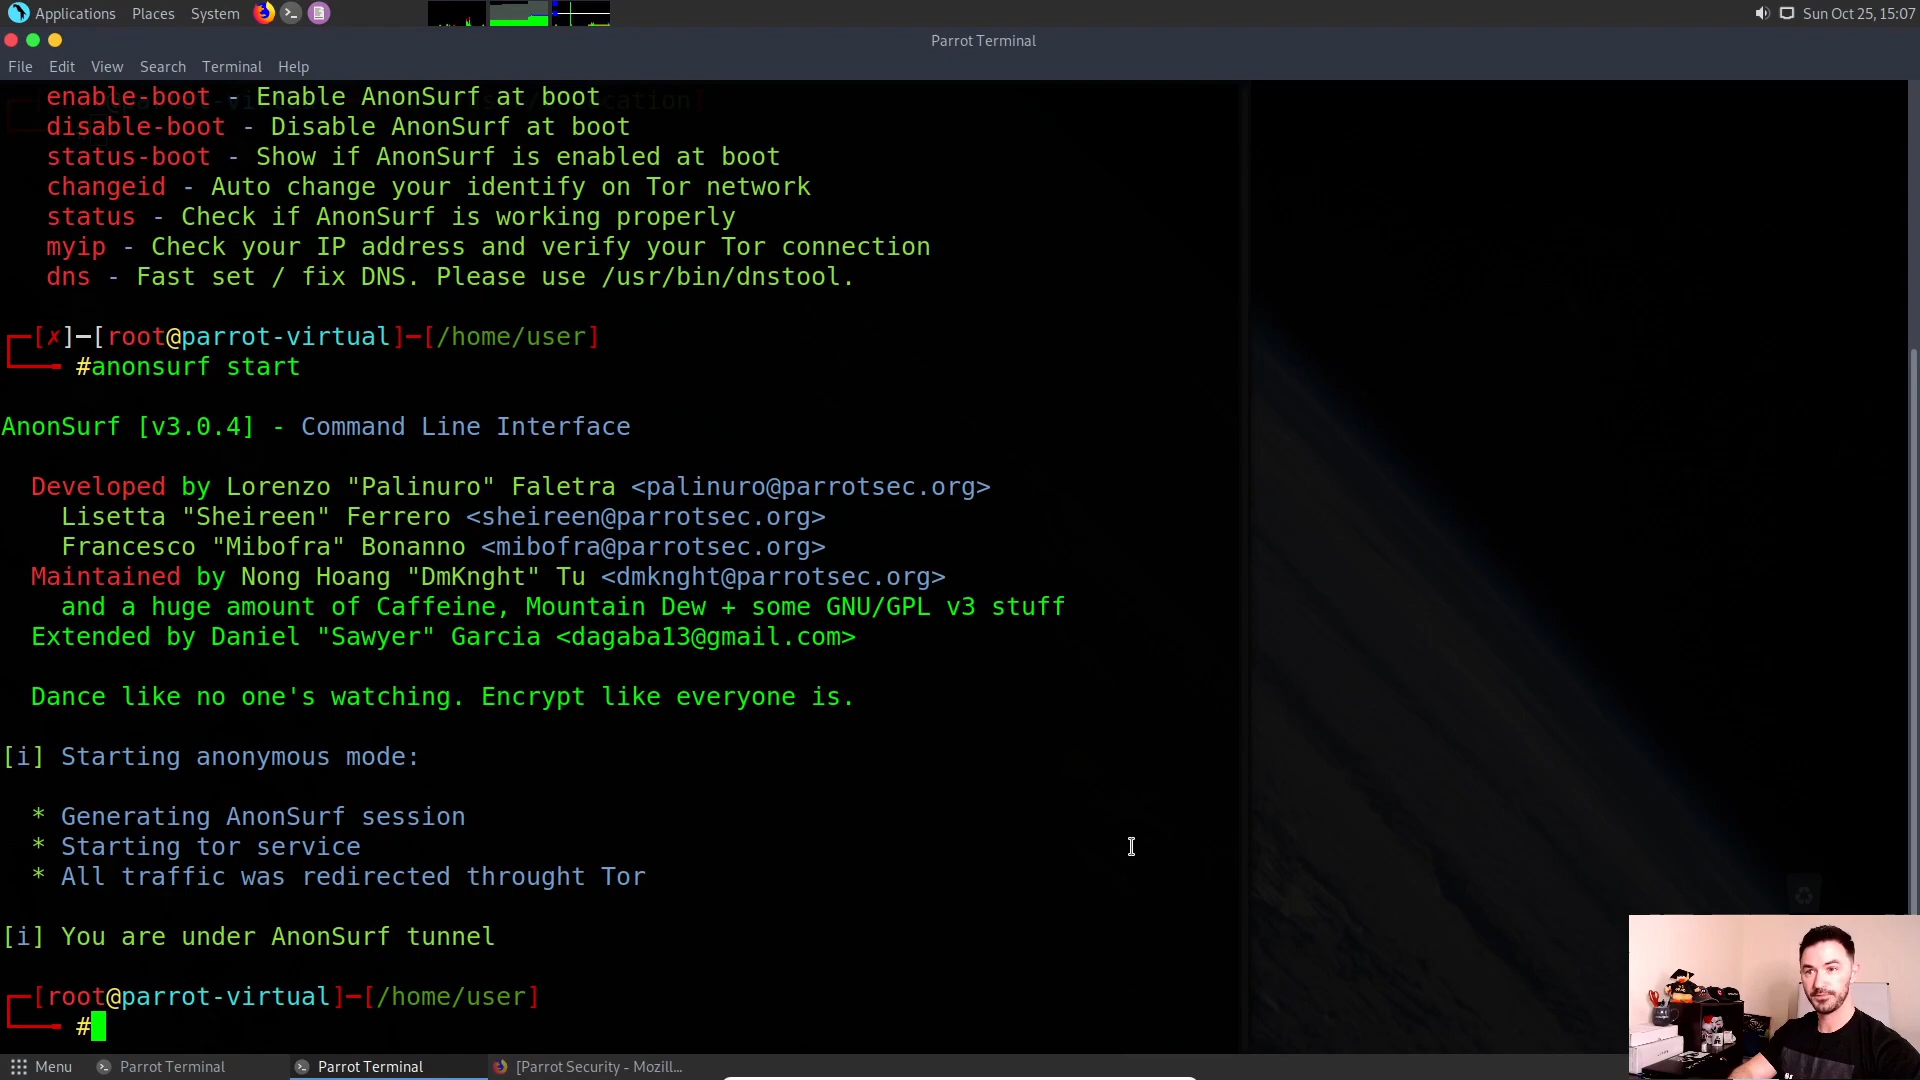 Applications Places System Sun Oct 25, 15:07
Parrot Terminal
File Edit View Search Terminal Help
enable-boot - Enable AnonSurf at boot
disable-boot - Disable AnonSurf at boot
status-boot - Show if AnonSurf is enabled at boot
changeid - Auto change your identify on Tor network
status - Check if AnonSurf is working properly
myip - Check your IP address and verify your Tor connection
dns - Fast set / fix DNS. Please use /usr/bin/dnstool.
┌─[✗]─[root@parrot-virtual]─[/home/user]
└──╼ #anonsurf start
AnonSurf [v3.0.4] - Command Line Interface
Developed by Lorenzo "Palinuro" Faletra <palinuro@parrotsec.org>
Lisetta "Sheireen" Ferrero <sheireen@parrotsec.org>
Francesco "Mibofra" Bonanno <mibofra@parrotsec.org>
Maintained by Nong Hoang "DmKnght" Tu <dmknght@parrotsec.org>
and a huge amount of Caffeine, Mountain Dew + some GNU/GPL v3 stuff
Extended by Daniel "Sawyer" Garcia <dagaba13@gmail.com>
Dance like no one's watching. Encrypt like everyone is.
[i] Starting anonymous mode:
* Generating AnonSurf session
* Starting tor service
* All traffic was redirected throught Tor
[i] You are under AnonSurf tunnel
┌─[root@parrot-virtual]─[/home/user]
└──╼ #
Menu Parrot Terminal Parrot Terminal [Parrot Security - Mozill...